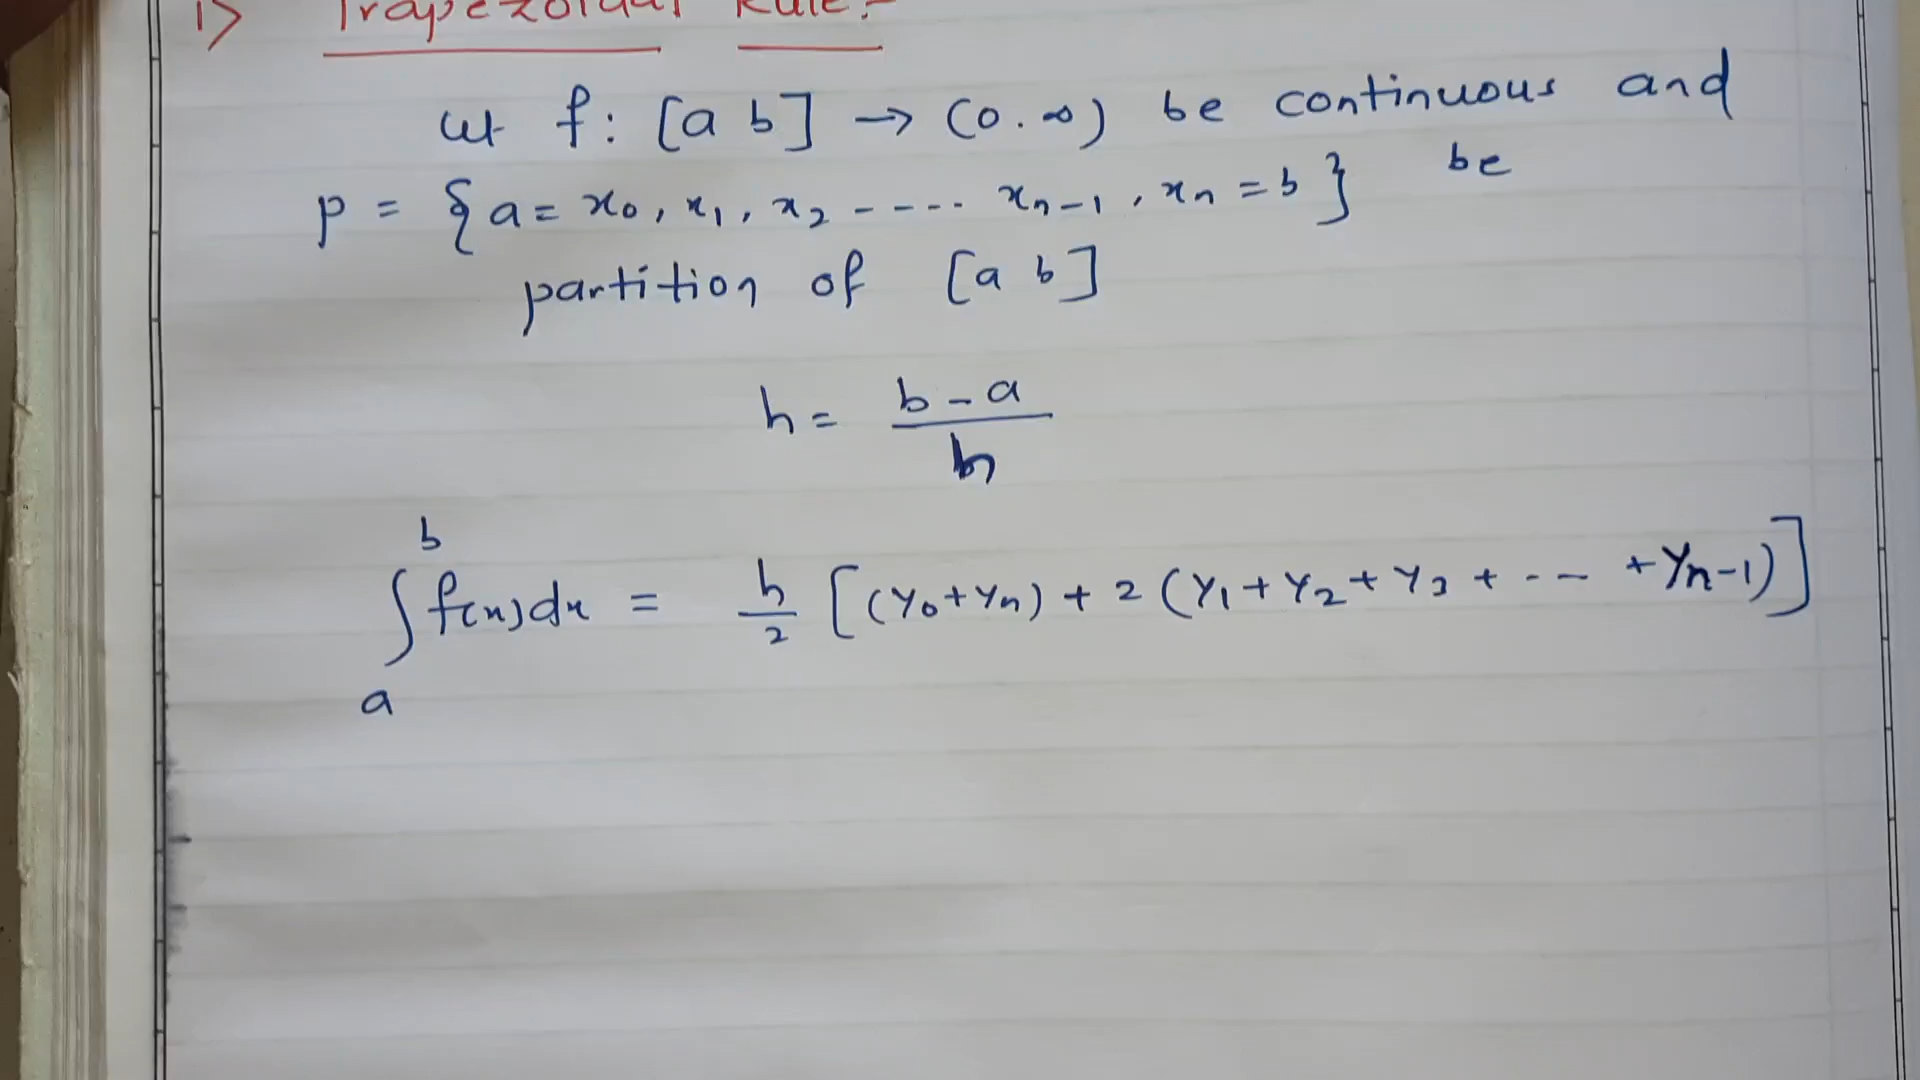 1> Trapezoidal Rule:-
Let f: [a b] → (0. ∞) be continuous and
p = { a = x₀, x₁, x₂ ----- xₙ₋₁, xₙ = b } be
partition of [a b]
h = (b - a)/n
∫ₐᵇ f(x)dx = h/2 [(y₀+yₙ) + 2 (y₁+y₂+y₃ + --- +yₙ₋₁)]